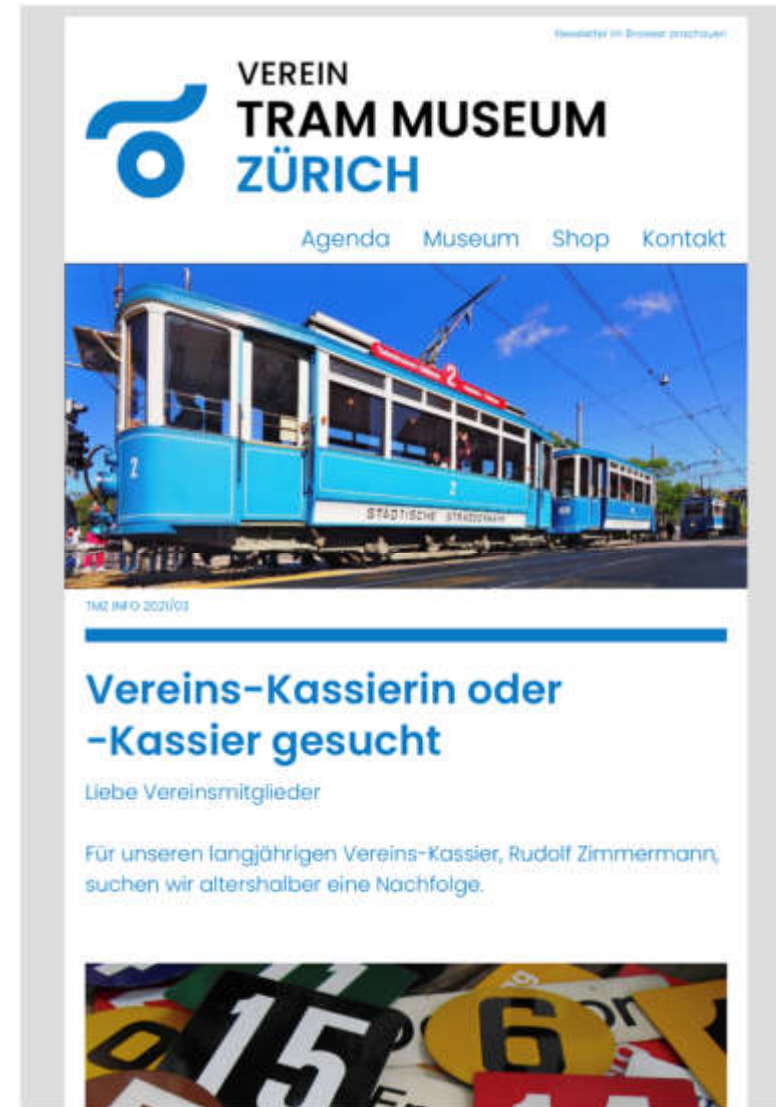 Newsletter im Browser anschauen
VEREIN
TRAM MUSEUM
ZÜRICH
Agenda Museum Shop Kontakt
2
2
2
STÄDTISCHE STRASSENBAHN
TMZ INFO 2021/03
Vereins-Kassierin oder
-Kassier gesucht
Liebe Vereinsmitglieder
Für unseren langjährigen Vereins-Kassier, Rudolf Zimmermann,
suchen wir altershalber eine Nachfolge.
15
6
14